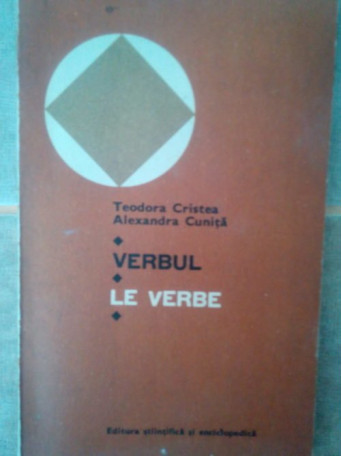 Teodora Cristea
Alexandra Cuniță
VERBUL
LE VERBE
Editura științifică și enciclopedică